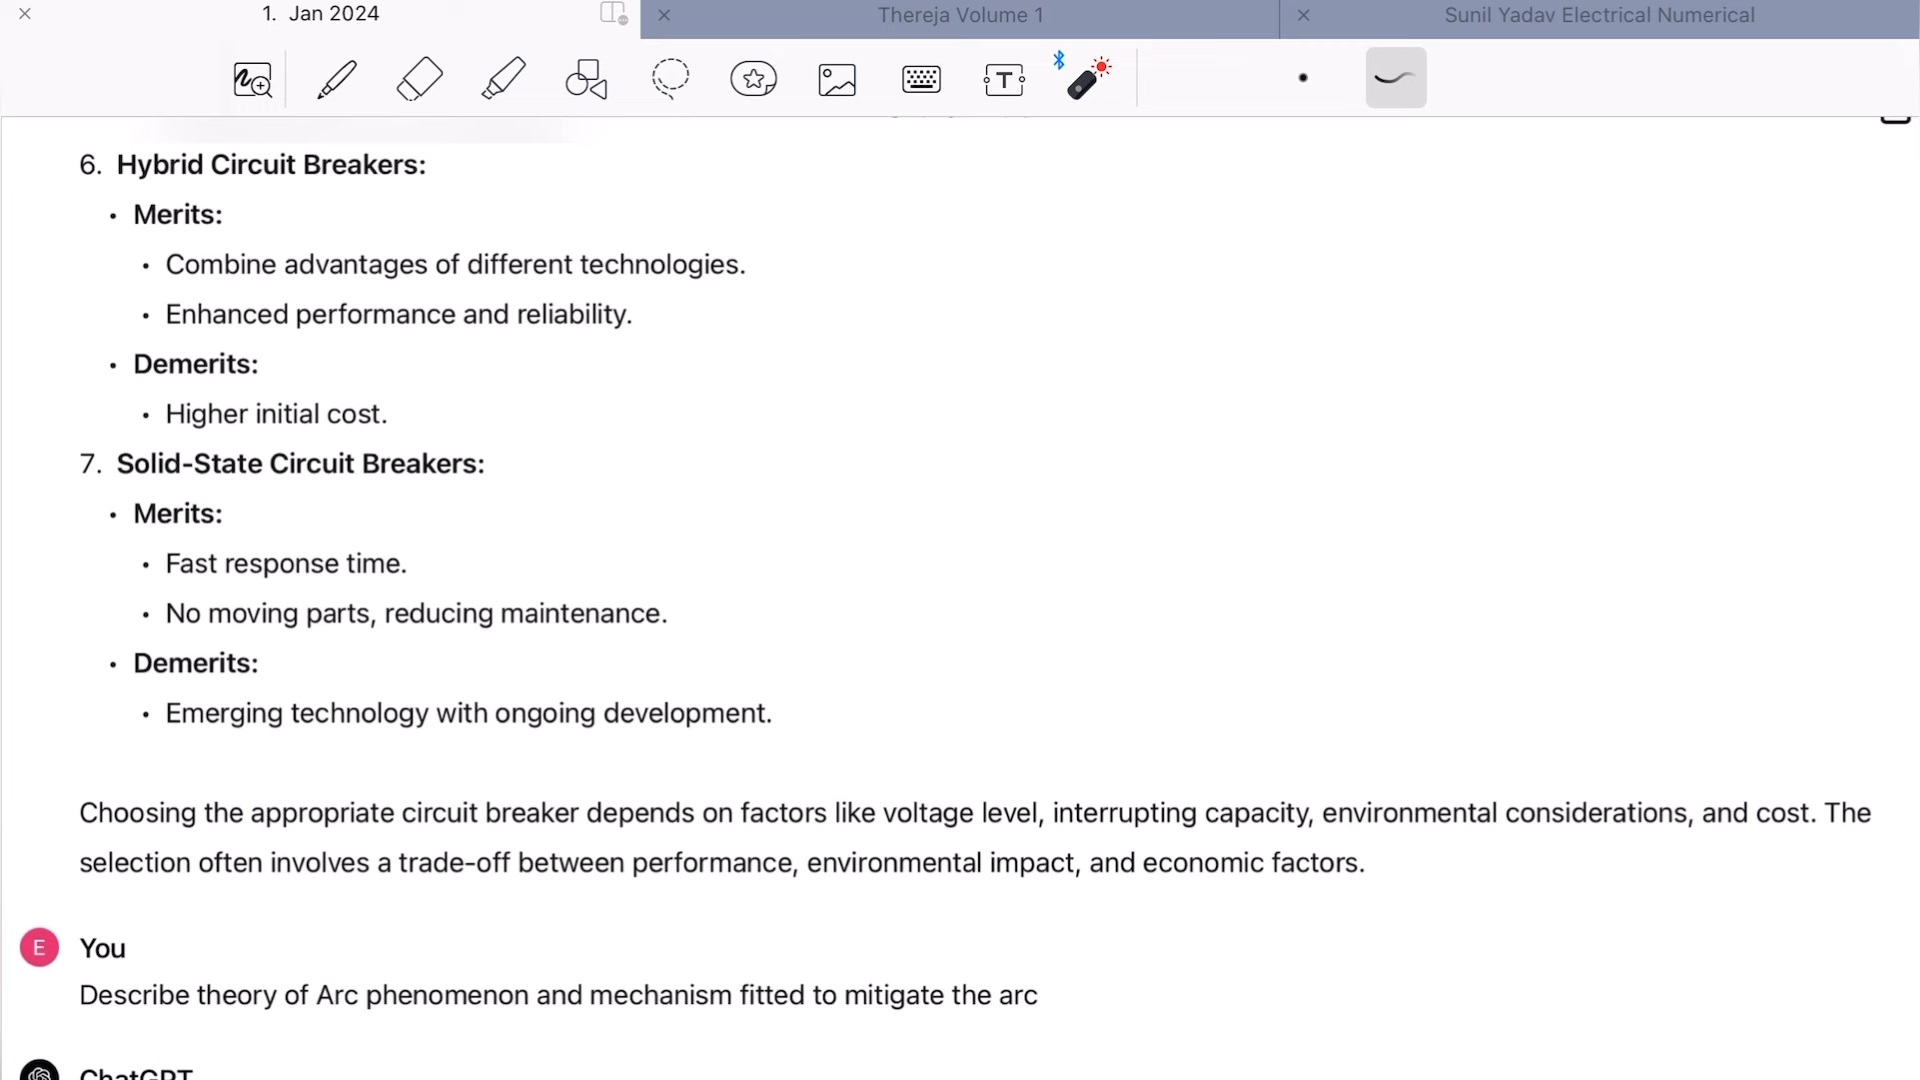 1. Jan 2024
Thereja Volume 1
Sunil Yadav Electrical Numerical
T
6. Hybrid Circuit Breakers:
• Merits:
• Combine advantages of different technologies.
• Enhanced performance and reliability.
• Demerits:
• Higher initial cost.
7. Solid-State Circuit Breakers:
• Merits:
• Fast response time.
• No moving parts, reducing maintenance.
• Demerits:
• Emerging technology with ongoing development.
Choosing the appropriate circuit breaker depends on factors like voltage level, interrupting capacity, environmental considerations, and cost. The
selection often involves a trade-off between performance, environmental impact, and economic factors.
E You
Describe theory of Arc phenomenon and mechanism fitted to mitigate the arc
ChatGPT